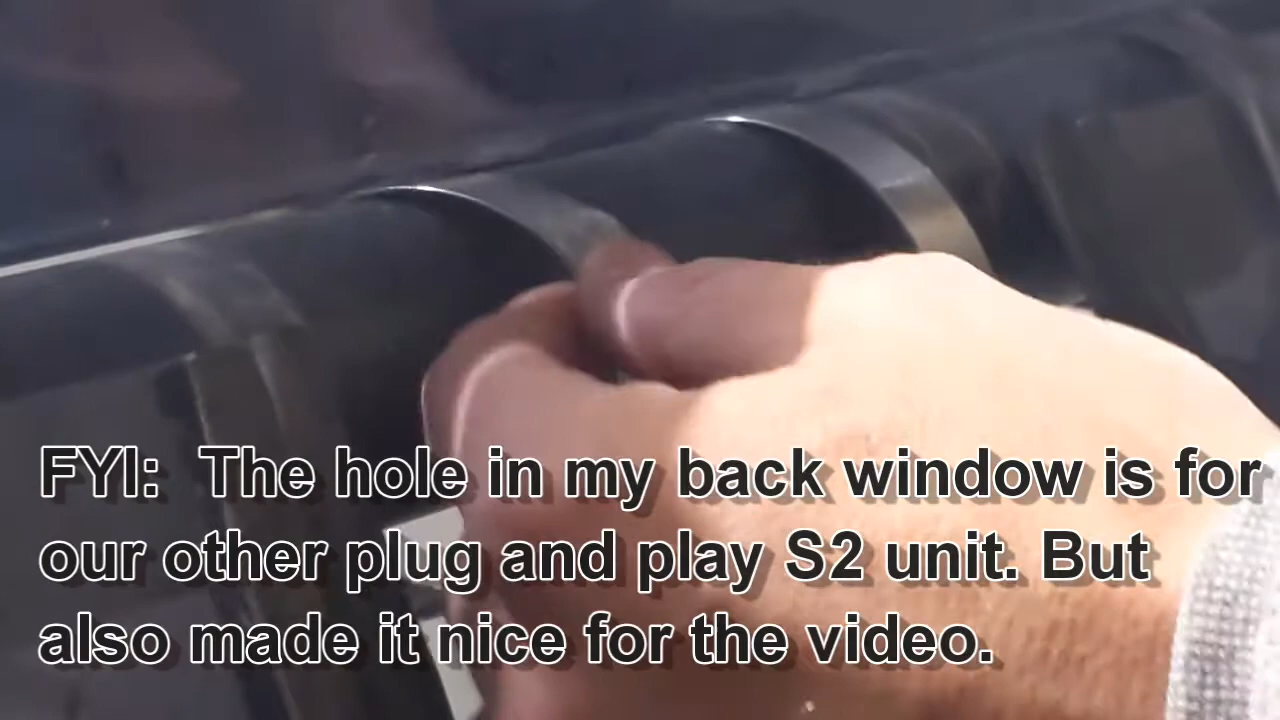 FYI:  The hole in my back window is for
our other plug and play S2 unit. But
also made it nice for the video.